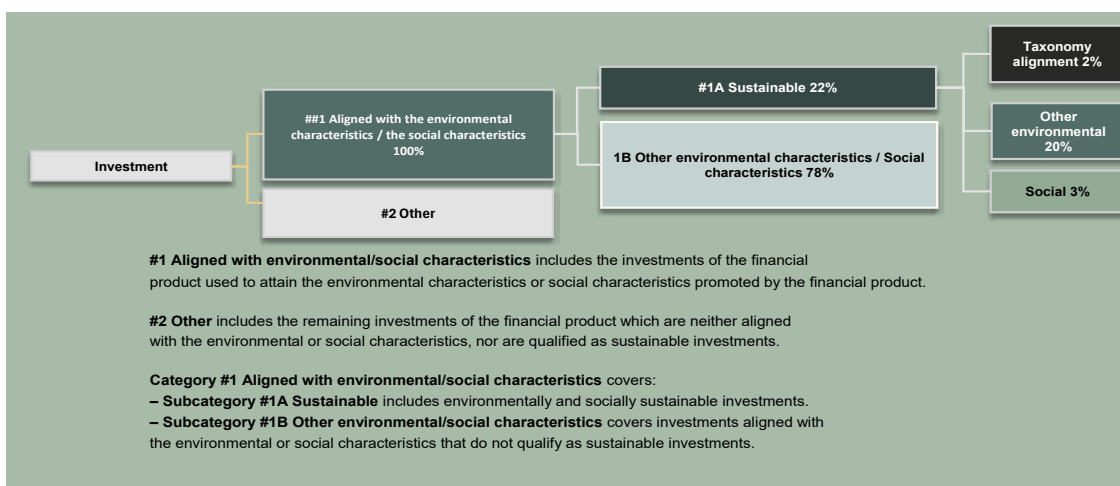 Investment
##1 Aligned with the environmental
characteristics / the social characteristics
100%
#2 Other
#1A Sustainable 22%
1B Other environmental characteristics / Social
characteristics 78%
Taxonomy
alignment 2%
Other
environmental
20%
Social 3%
#1 Aligned with environmental/social characteristics includes the investments of the financial
product used to attain the environmental characteristics or social characteristics promoted by the financial product.
#2 Other includes the remaining investments of the financial product which are neither aligned
with the environmental or social characteristics, nor are qualified as sustainable investments.
Category #1 Aligned with environmental/social characteristics covers:
– Subcategory #1A Sustainable includes environmentally and socially sustainable investments.
– Subcategory #1B Other environmental/social characteristics covers investments aligned with
the environmental or social characteristics that do not qualify as sustainable investments.